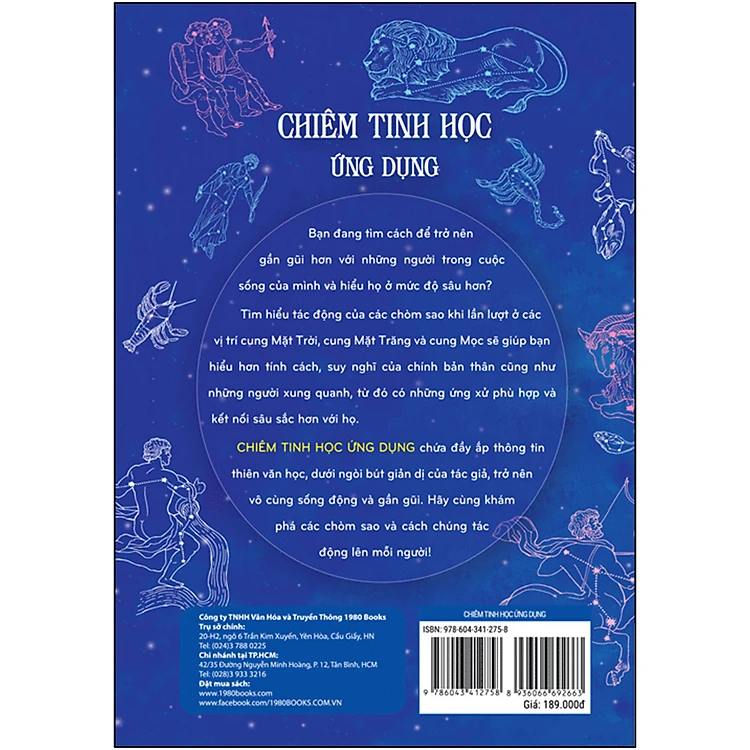 CHIÊM TINH HỌC
ỨNG DỤNG
Bạn đang tìm cách để trở nên
gần gũi hơn với những người trong cuộc
sống của mình và hiểu họ ở mức độ sâu hơn?
Tìm hiểu tác động của các chòm sao khi lần lượt ở các
vị trí cung Mặt Trời, cung Mặt Trăng và cung Mọc sẽ giúp bạn
hiểu hơn tính cách, suy nghĩ của chính bản thân cũng như
những người xung quanh, từ đó có những ứng xử phù hợp và
kết nối sâu sắc hơn với họ.
CHIÊM TINH HỌC ỨNG DỤNG chứa đầy ắp thông tin
thiên văn học, dưới ngòi bút giản dị của tác giả, trở nên
vô cùng sống động và gần gũi. Hãy cùng khám
phá các chòm sao và cách chúng tác
động lên mỗi người!
Công ty TNHH Văn Hóa và Truyền Thông 1980 Books
Trụ sở chính:
20-H2, ngõ 6 Trần Kim Xuyến, Yên Hòa, Cầu Giấy, HN
Tel: (024)3 788 0225
Chi nhánh tại TP.HCM:
42/35 Đường Nguyễn Minh Hoàng, P. 12, Tân Bình, HCM
Tel: (028)3 933 3216
Đặt mua sách:
www.1980books.com
www.facebook.com/1980BOOKS.COM.VN
CHIÊM TINH HỌC ỨNG DỤNG
ISBN: 978-604-341-275-8
9 786043 412758 8 936066 692663
Giá: 189.000đ